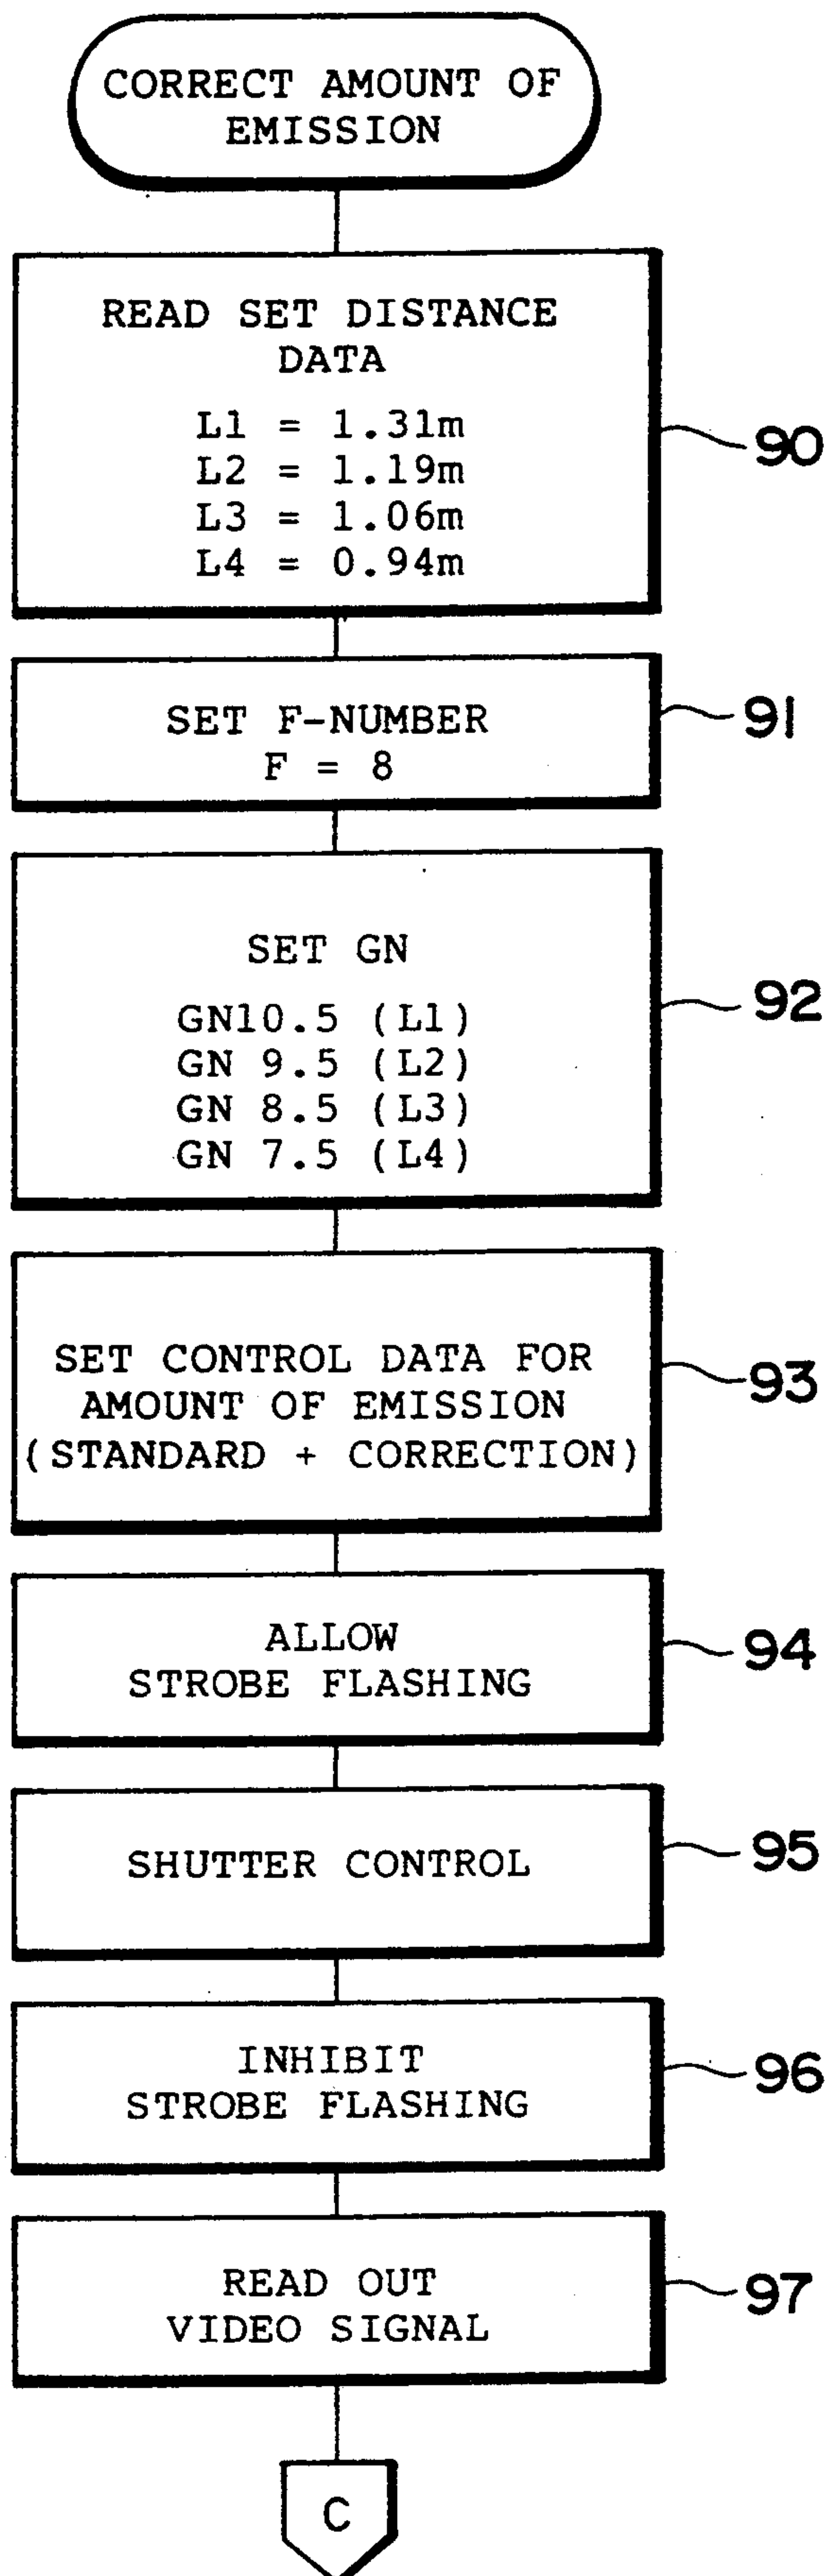 CORRECT AMOUNT OF
EMISSION
READ SET DISTANCE
DATA
L1 = 1.31m
L2 = 1.19m
L3 = 1.06m
L4 = 0.94m
90
SET F-NUMBER
F = 8
91
SET GN
GN10.5 (L1)
GN 9.5 (L2)
GN 8.5 (L3)
GN 7.5 (L4)
92
SET CONTROL DATA FOR
AMOUNT OF EMISSION
(STANDARD + CORRECTION)
93
ALLOW
STROBE FLASHING
94
SHUTTER CONTROL
95
INHIBIT
STROBE FLASHING
96
READ OUT
VIDEO SIGNAL
97
C